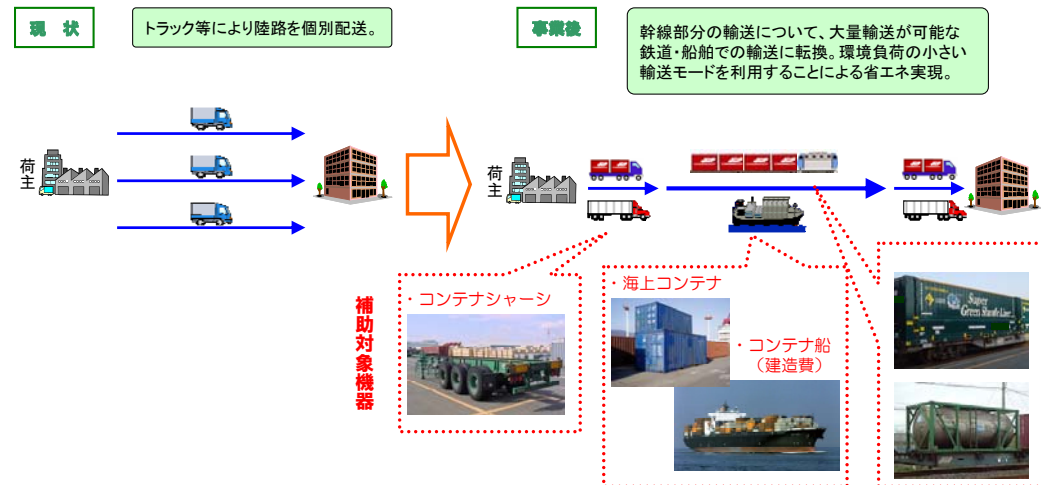 現 状
トラック等により陸路を個別配送。
事業後
幹線部分の輸送について、大量輸送が可能な
鉄道・船舶での輸送に転換。環境負荷の小さい
輸送モードを利用することによる省エネ実現。
荷主
荷主
補助対象機器
・コンテナシャーシ
・海上コンテナ
・コンテナ船
（建造費）
Super
Green Shuttle Line